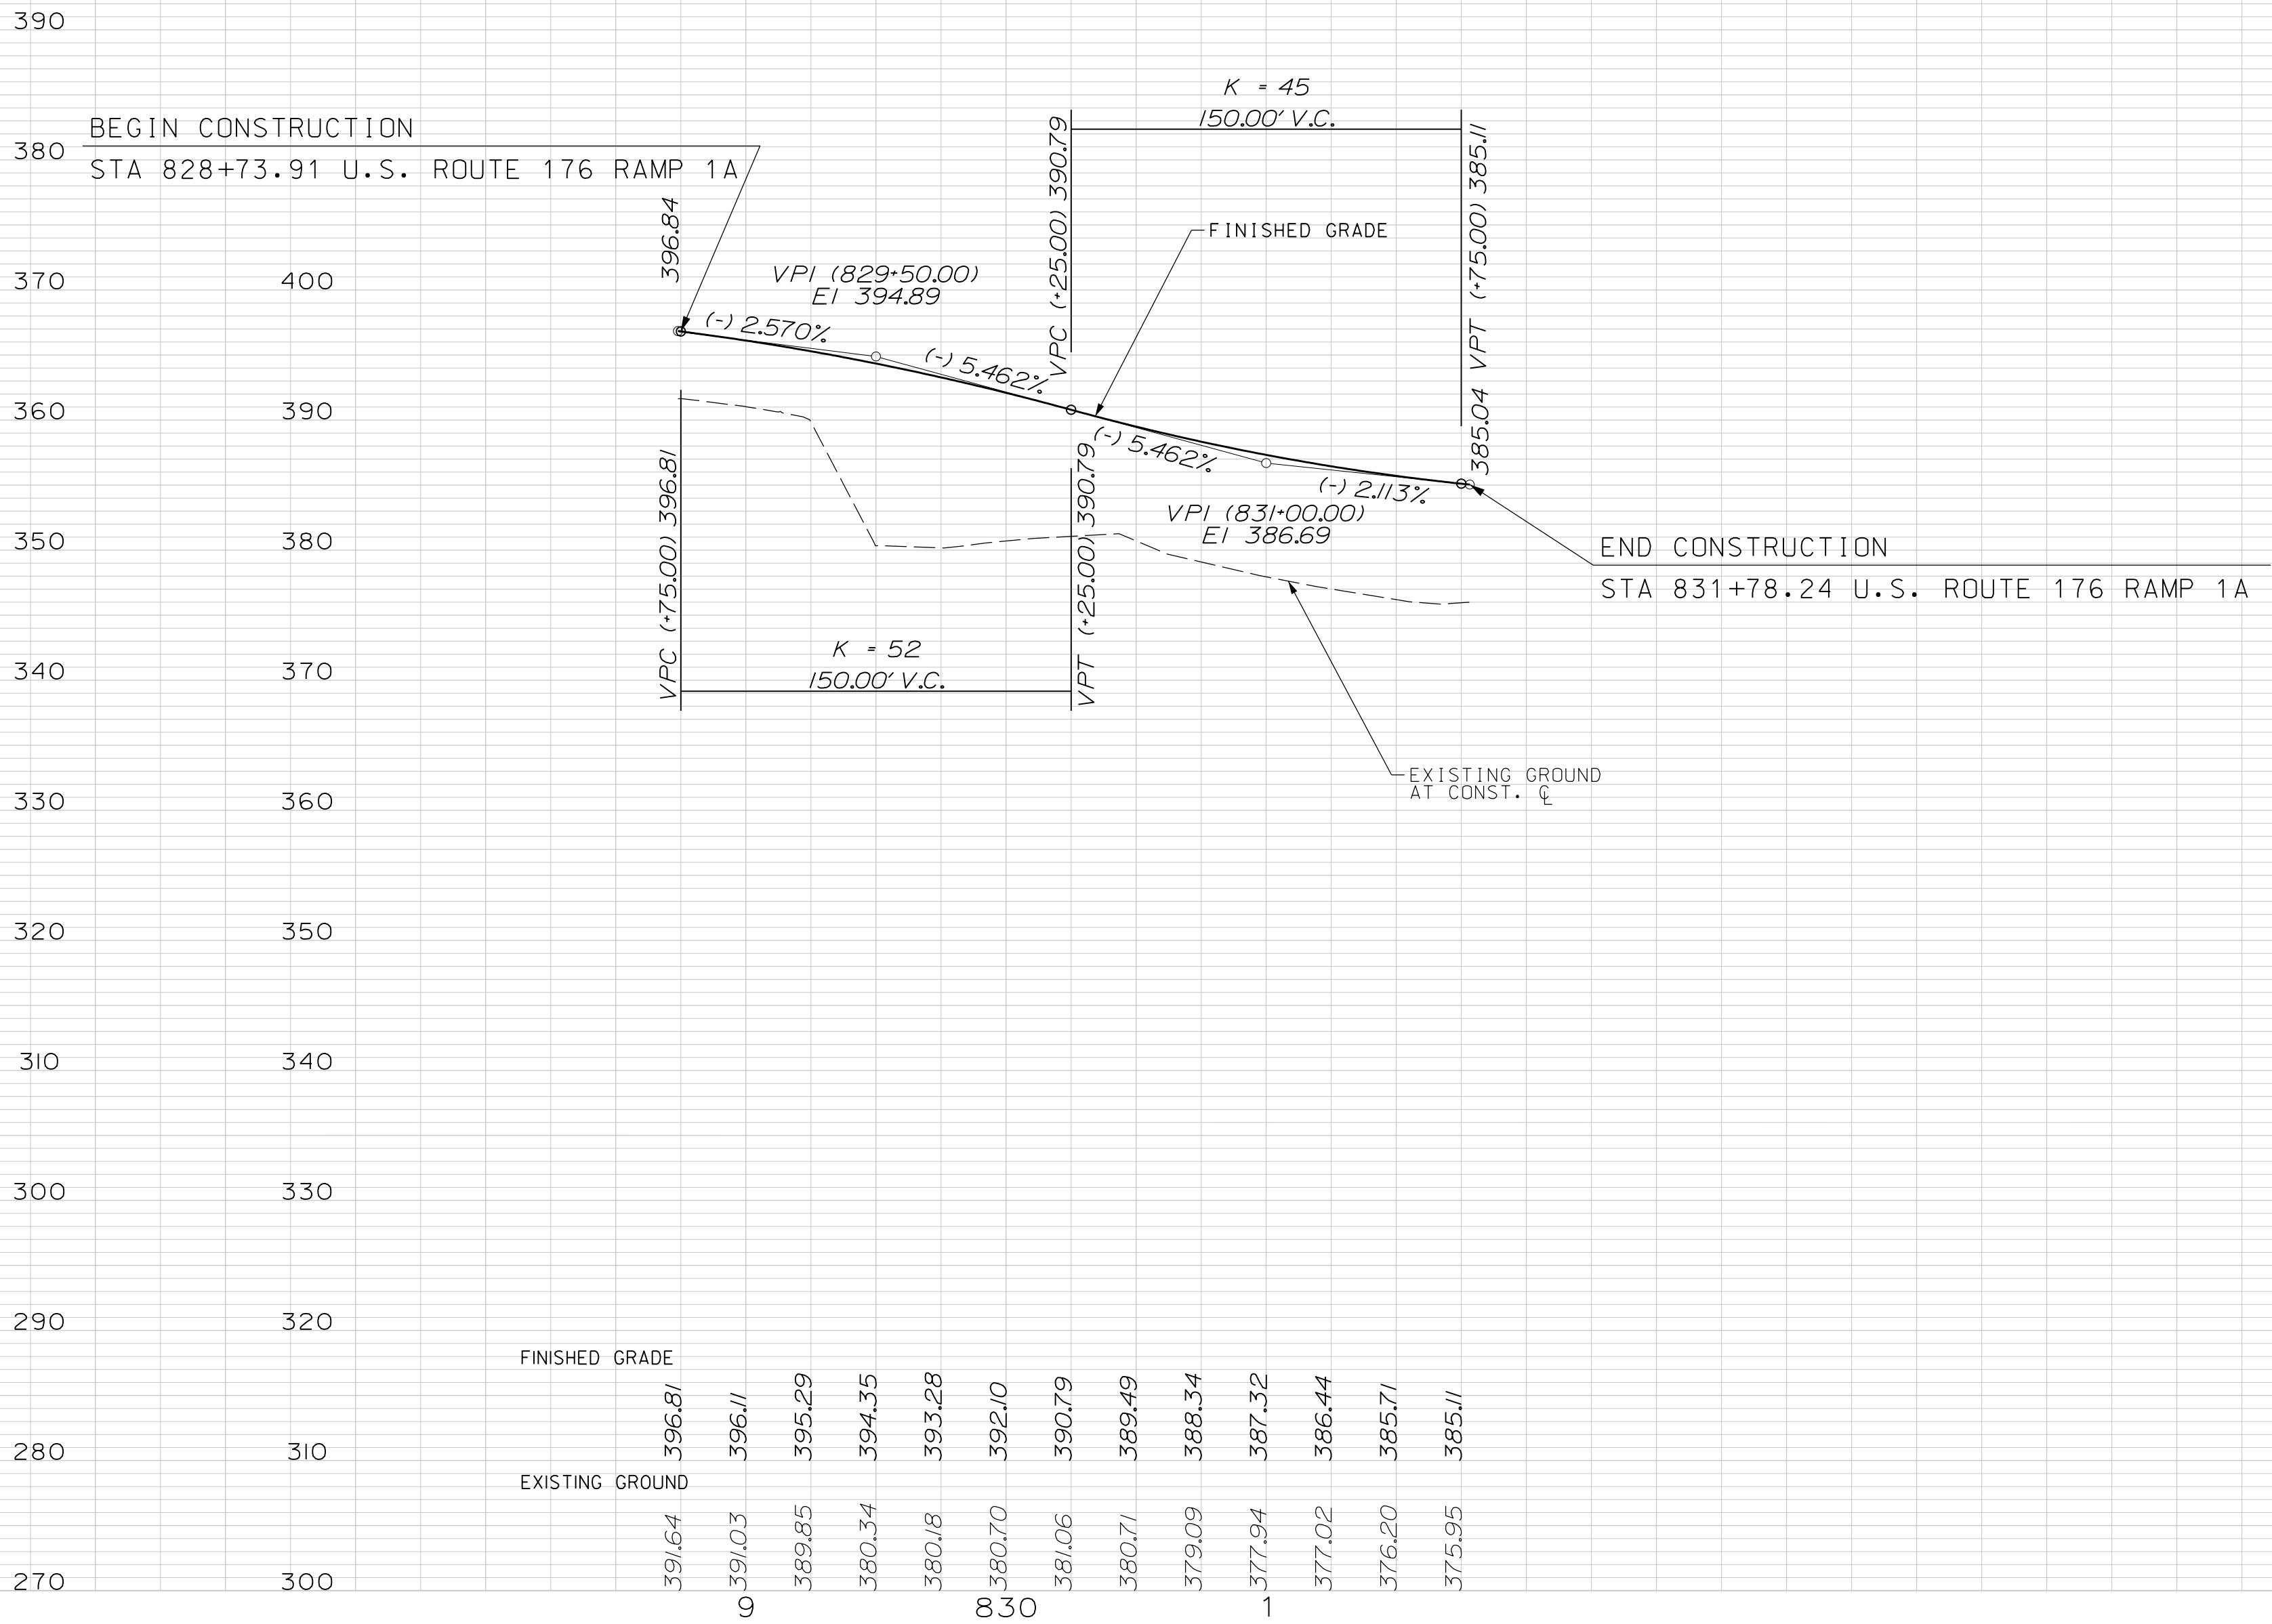 390
380
370
360
350
340
330
320
310
300
290
280
270
400
390
380
370
360
350
340
330
320
310
300
BEGIN CONSTRUCTION
STA 828+73.91 U.S. ROUTE 176 RAMP 1A
396.84
VPI (829+50.00)
El 394.89
(-) 2.570%
(-) 5.462%
VPC (+75.00) 396.81
K = 52
150.00' V.C.
VPT (+25.00) 390.79
K = 45
150.00' V.C.
VPC (+25.00) 390.79
VPT (+75.00) 385.11
FINISHED GRADE
(-) 5.462%
(-) 2.113%
VPI (831+00.00)
El 386.69
385.04
END CONSTRUCTION
STA 831+78.24 U.S. ROUTE 176 RAMP 1A
EXISTING GROUND
AT CONST. ℄
FINISHED GRADE
396.81
396.11
395.29
394.35
393.28
392.10
390.79
389.49
388.34
387.32
386.44
385.71
385.11
EXISTING GROUND
391.64
391.03
389.85
380.34
380.18
380.70
381.06
380.71
379.09
377.94
377.02
376.20
375.95
9
830
1